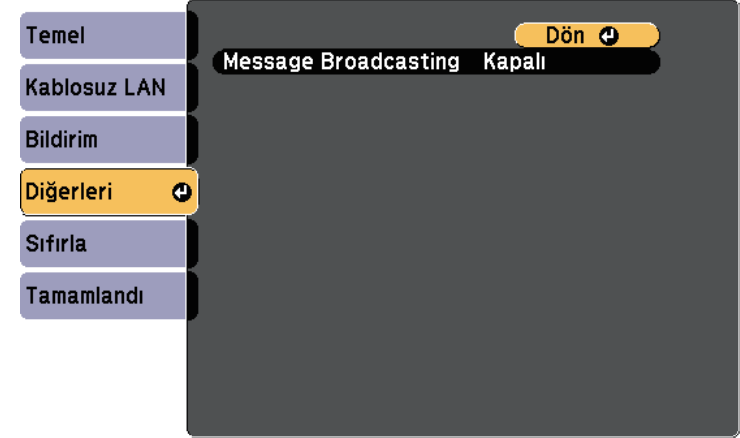 Temel
Kablosuz LAN
Bildirim
Diğerleri
Sıfırla
Tamamlandı
Dön
Message Broadcasting Kapalı